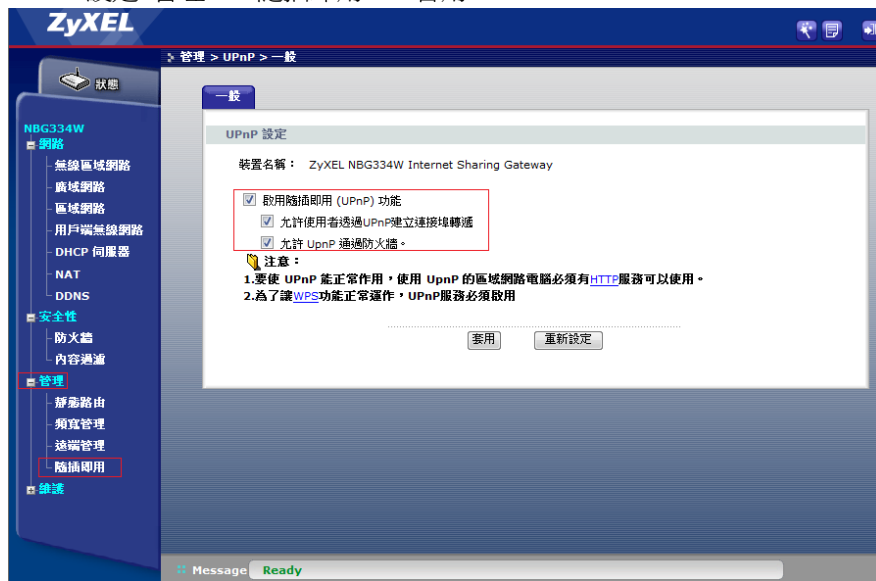 ZyXEL
管理 > UPnP > 一般
狀態
一般
NBG334W
網路
無線區域網路
廣域網路
區域網路
用戶端無線網路
DHCP 伺服器
NAT
DDNS
安全性
防火牆
內容過濾
管理
靜態路由
頻寬管理
遠端管理
隨插即用
維護
UPnP 設定
裝置名稱： ZyXEL NBG334W Internet Sharing Gateway
啟用隨插即用 (UPnP) 功能
允許使用者透過UPnP建立連接埠轉遞
允許 UpnP 通過防火牆。
注意：
1.要使 UPnP 能正常作用，使用 UpnP 的區域網路電腦必須有HTTP服務可以使用。
2.為了讓WPS功能正常運作，UPnP服務必須啟用
套用 重新設定
Message Ready